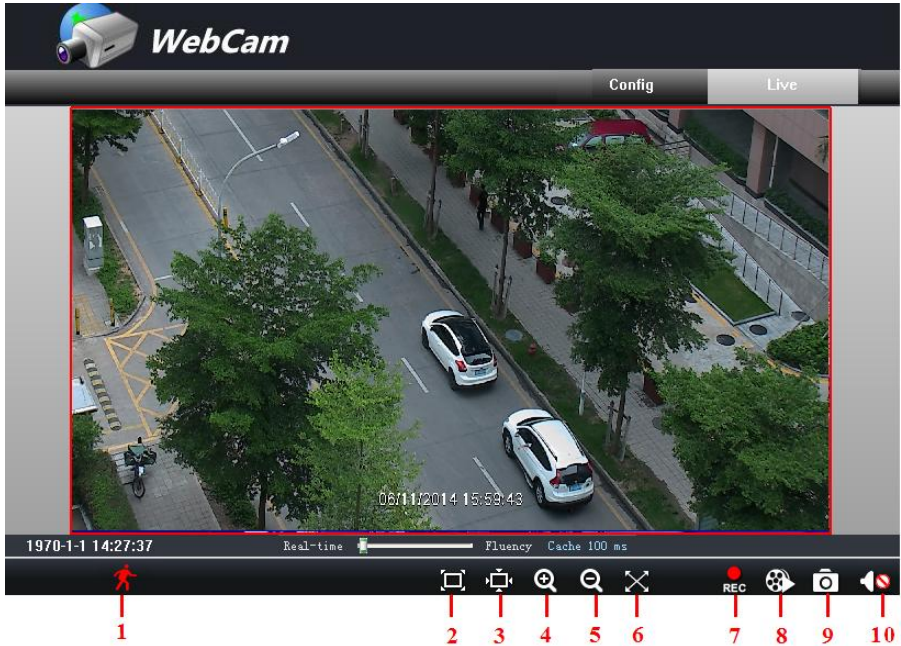 WebCam
Config Live
06/11/2014 15:59:43
1970-1-1 14:27:37 Real-time Fluency Cache 100 ms
REC
1 2 3 4 5 6 7 8 9 10